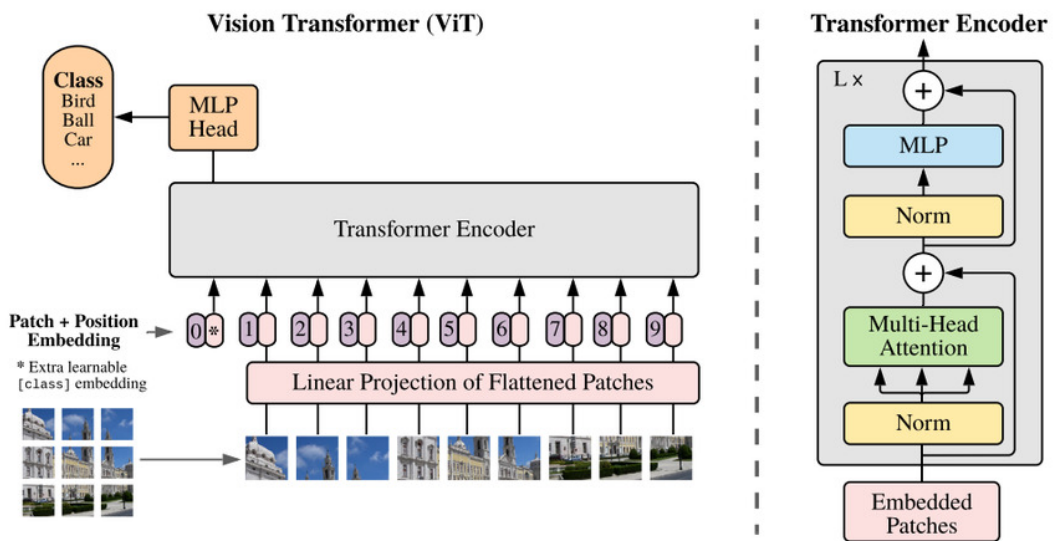 Vision Transformer (ViT)
Class
Bird
Ball
Car
...
MLP
Head
Transformer Encoder
Patch + Position
Embedding
0 * 1 2 3 4 5 6 7 8 9
* Extra learnable
[class] embedding
Linear Projection of Flattened Patches
Transformer Encoder
L ×
+
MLP
Norm
+
Multi-Head
Attention
Norm
Embedded
Patches